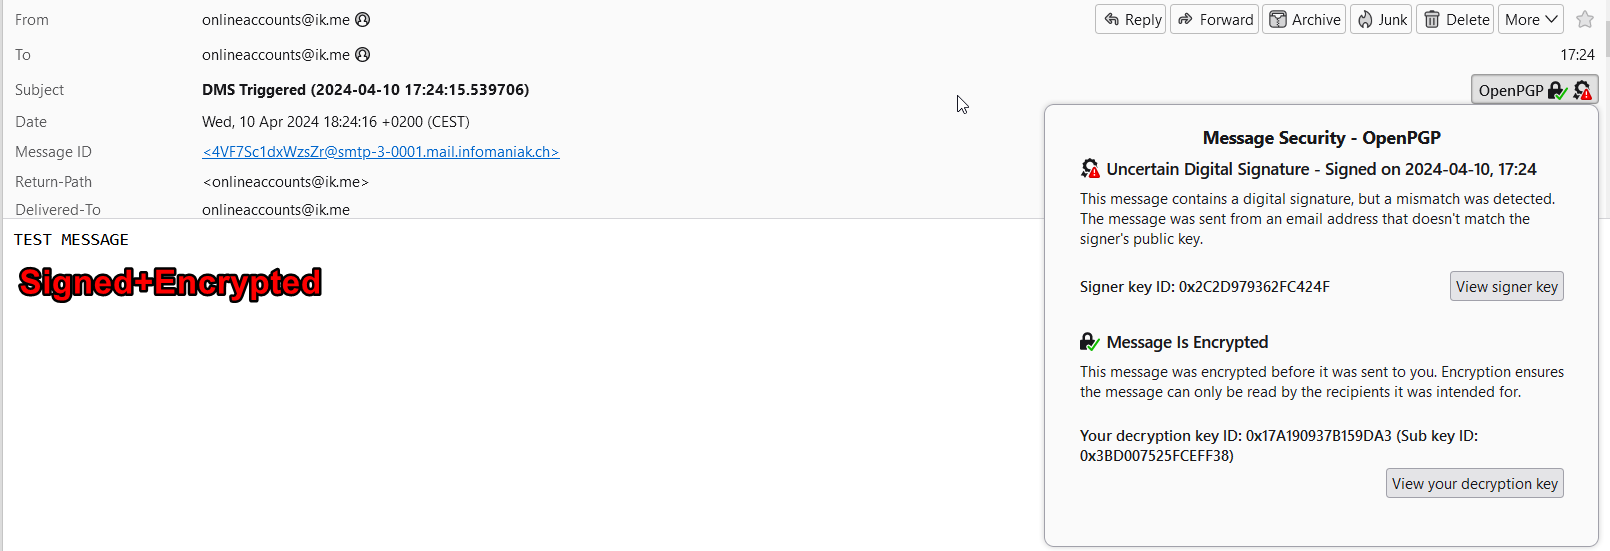 From onlineaccounts@ik.me
Reply Forward Archive Junk Delete More
To onlineaccounts@ik.me
17:24
Subject DMS Triggered (2024-04-10 17:24:15.539706)
OpenPGP
Date Wed, 10 Apr 2024 18:24:16 +0200 (CEST)
Message ID <4VF7Sc1dxWzsZr@smtp-3-0001.mail.infomaniak.ch>
Return-Path <onlineaccounts@ik.me>
Delivered-To onlineaccounts@ik.me
TEST MESSAGE
Signed+Encrypted
Message Security - OpenPGP
Uncertain Digital Signature - Signed on 2024-04-10, 17:24
This message contains a digital signature, but a mismatch was detected.
The message was sent from an email address that doesn't match the
signer's public key.
Signer key ID: 0x2C2D979362FC424F
View signer key
Message Is Encrypted
This message was encrypted before it was sent to you. Encryption ensures
the message can only be read by the recipients it was intended for.
Your decryption key ID: 0x17A190937B159DA3 (Sub key ID:
0x3BD007525FCEFF38)
View your decryption key